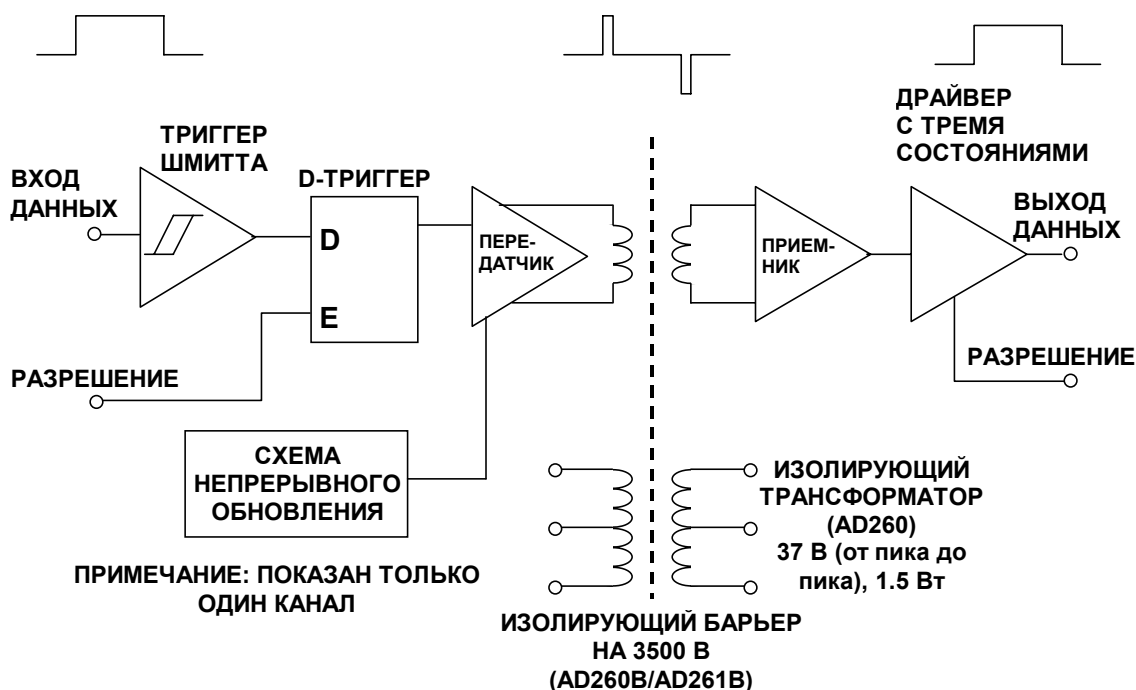 ТРИГГЕР
ШМИТТА
ВХОД
ДАННЫХ
D-ТРИГГЕР
D
E
ПЕРЕ-
ДАТЧИК
ПРИЕМ-
НИК
ДРАЙВЕР
С ТРЕМЯ
СОСТОЯНИЯМИ
ВЫХОД
ДАННЫХ
РАЗРЕШЕНИЕ
РАЗРЕШЕНИЕ
СХЕМА
НЕПРЕРЫВНОГО
ОБНОВЛЕНИЯ
ИЗОЛИРУЮЩИЙ
ТРАНСФОРМАТОР
(AD260)
37 В (от пика до
пика), 1.5 Вт
ПРИМЕЧАНИЕ: ПОКАЗАН ТОЛЬКО
ОДИН КАНАЛ
ИЗОЛИРУЮЩИЙ БАРЬЕР
НА 3500 В
(AD260B/AD261B)